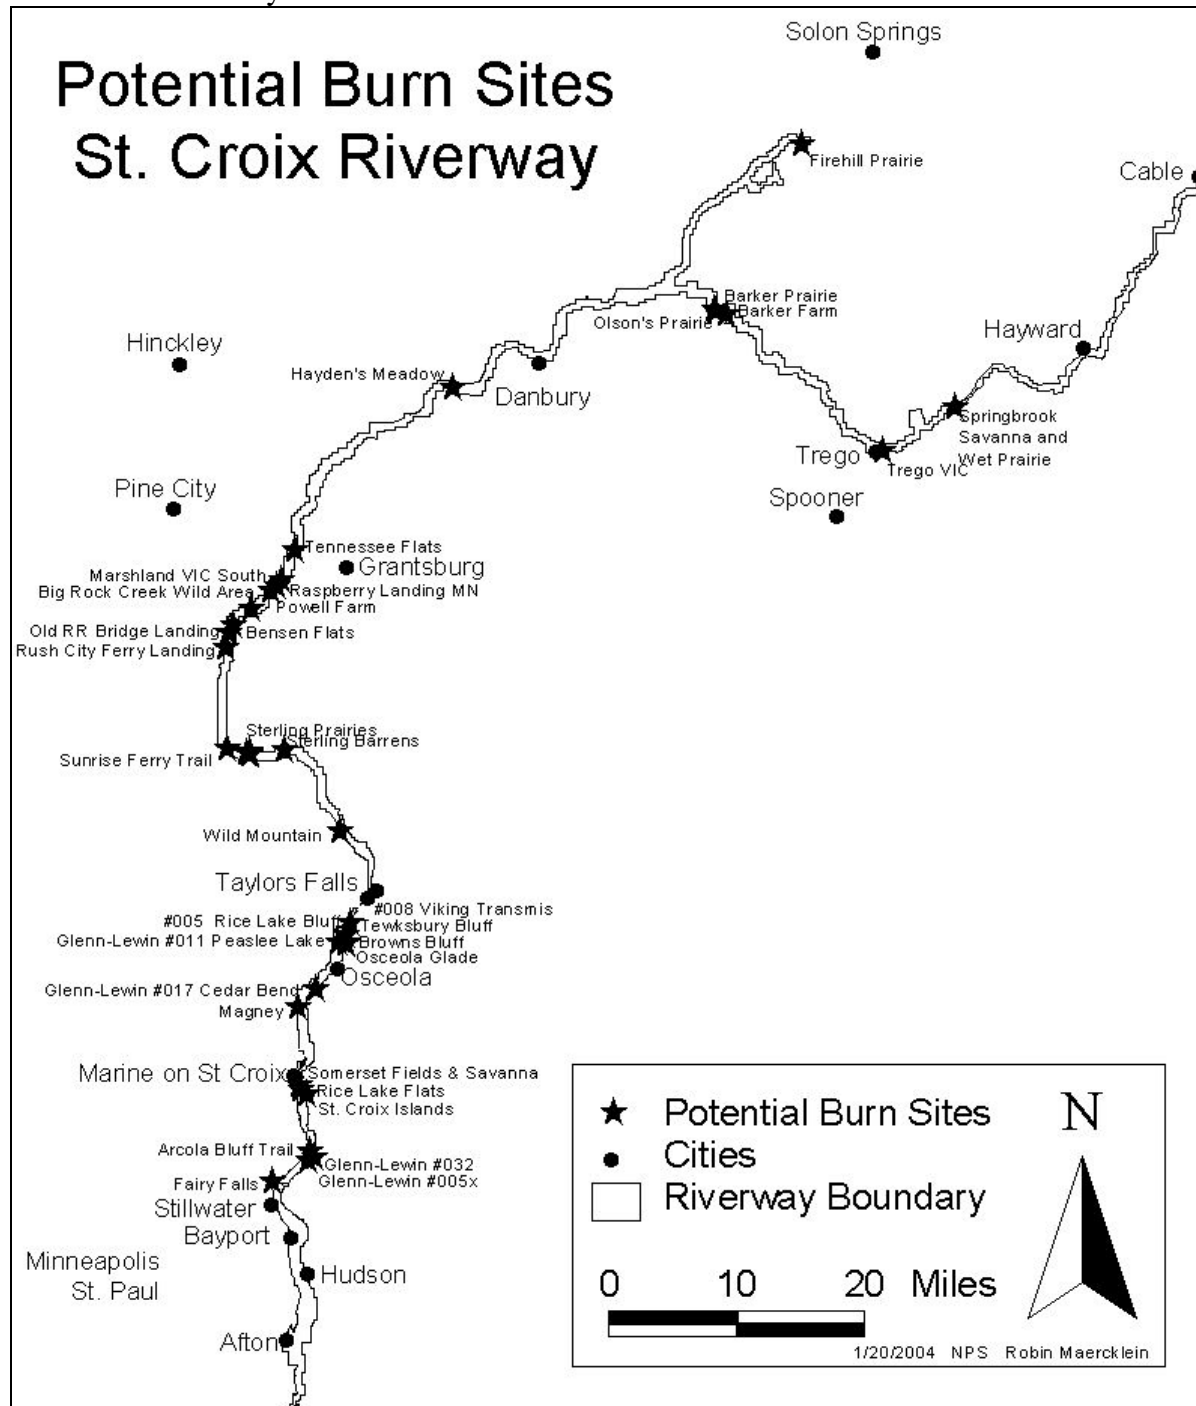 Potential Burn Sites
St. Croix Riverway
Solon Springs
Firehill Prairie
Cable
Barker Prairie
Barker Farm
Olson's Prairie
Hinckley
Hayward
Hayden's Meadow
Danbury
Springbrook
Savanna and
Wet Prairie
Trego
Trego VIC
Pine City
Spooner
Tennessee Flats
Grantsburg
Marshland VIC South
Big Rock Creek Wild Area
Raspberry Landing MN
Powell Farm
Old RR Bridge Landing
Bensen Flats
Rush City Ferry Landing
Sterling Prairies
Sterling Barrens
Sunrise Ferry Trail
Wild Mountain
Taylors Falls
#008 Viking Transmis
#005 Rice Lake Bluff
Tewksbury Bluff
Glenn-Lewin #011 Peaslee Lake
Browns Bluff
Osceola Glade
Osceola
Glenn-Lewin #017 Cedar Bend
Magney
Marine on St Croix
Somerset Fields & Savanna
Rice Lake Flats
St. Croix Islands
Arcola Bluff Trail
Glenn-Lewin #032
Glenn-Lewin #005x
Fairy Falls
Stillwater
Bayport
Minneapolis
St. Paul
Hudson
Afton
Potential Burn Sites
Cities
Riverway Boundary
N
0 10 20 Miles
1/20/2004 NPS Robin Maercklein